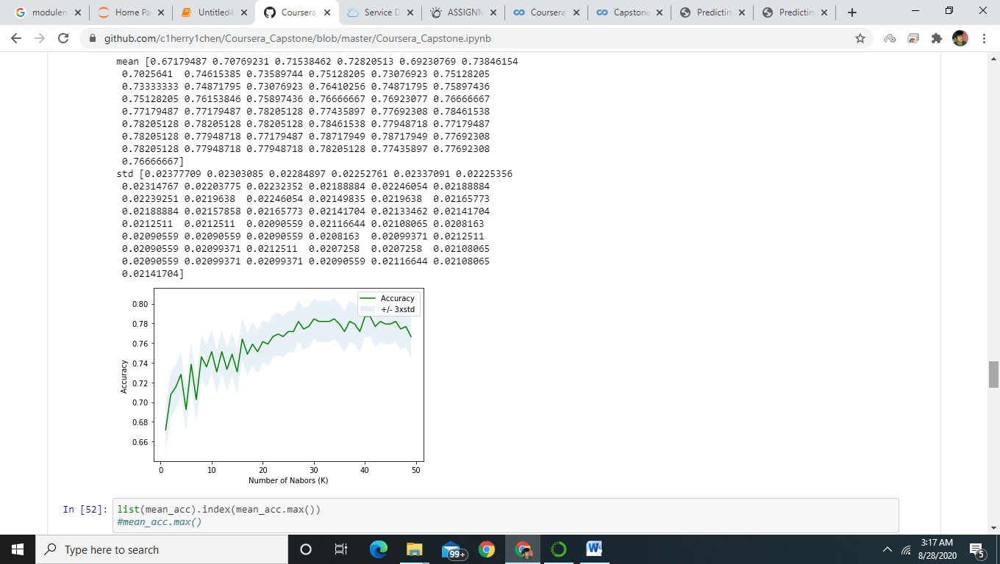 modulen
Home Pa
Untitled4
Coursera_
Service D
ASSIGNM
Coursera
Capstone
Predictin
Predictin
github.com/c1herry1chen/Coursera_Capstone/blob/master/Coursera_Capstone.ipynb
mean [0.67179487 0.70769231 0.71538462 0.72820513 0.69230769 0.73846154
0.7025641  0.74615385 0.73589744 0.75128205 0.73076923 0.75128205
0.73333333 0.74871795 0.73076923 0.76410256 0.74871795 0.75897436
0.75128205 0.76153846 0.75897436 0.76666667 0.76923077 0.76666667
0.77179487 0.77179487 0.78205128 0.77435897 0.77692308 0.78461538
0.78205128 0.78205128 0.78205128 0.78461538 0.77948718 0.77179487
0.78205128 0.77948718 0.77179487 0.78717949 0.78717949 0.77692308
0.78205128 0.77948718 0.77948718 0.78205128 0.77435897 0.77692308
0.76666667]
std [0.02377709 0.02303085 0.02284897 0.02252761 0.02337091 0.02225356
0.02314767 0.02203775 0.02232352 0.02188884 0.02246054 0.02188884
0.02239251 0.0219638  0.02246054 0.02149835 0.0219638  0.02165773
0.02188884 0.02157858 0.02165773 0.02141704 0.02133462 0.02141704
0.0212511  0.0212511  0.02090559 0.02116644 0.02108065 0.0208163
0.02090559 0.02090559 0.02090559 0.0208163  0.02099371 0.0212511
0.02090559 0.02099371 0.0212511  0.0207258  0.0207258  0.02108065
0.02090559 0.02099371 0.02099371 0.02090559 0.02116644 0.02108065
0.02141704]
Accuracy
+/- 3xstd
0.80
0.78
0.76
0.74
0.72
0.70
0.68
0.66
Accuracy
0 10 20 30 40 50
Number of Nabors (K)
In [52]: list(mean_acc).index(mean_acc.max())
#mean_acc.max()
Type here to search
99+
3:17 AM
8/28/2020
5